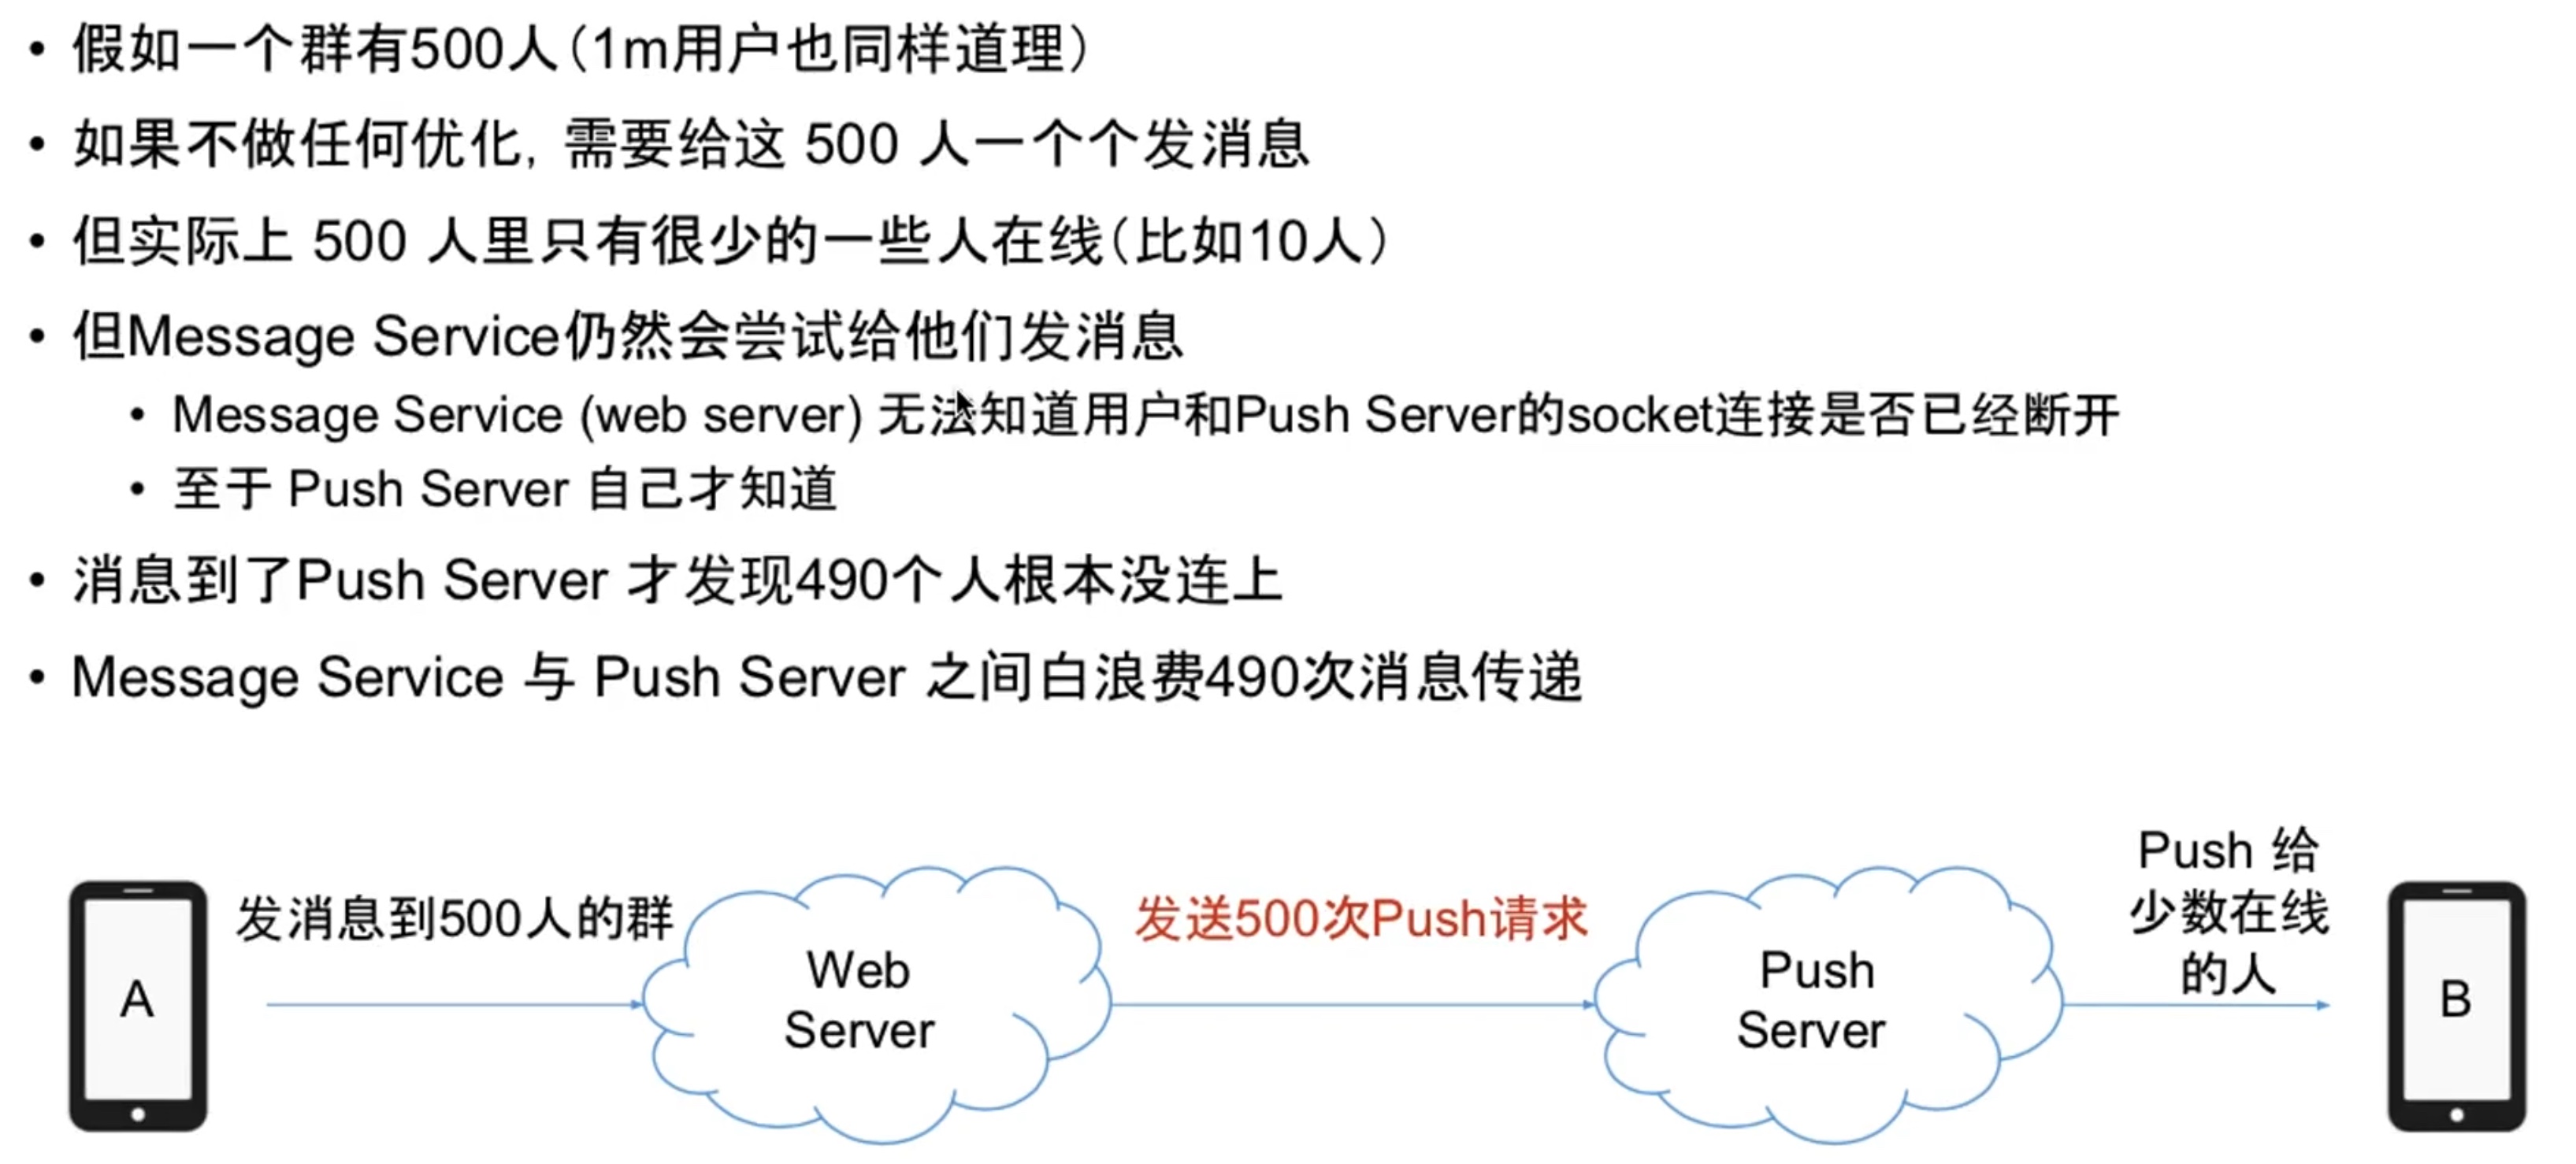 • 假如一个群有500人（1m用户也同样道理）
• 如果不做任何优化，需要给这 500 人一个个发消息
• 但实际上 500 人里只有很少的一些人在线（比如10人）
• 但Message Service仍然会尝试给他们发消息
• Message Service (web server) 无法知道用户和Push Server的socket连接是否已经断开
• 至于 Push Server 自己才知道
• 消息到了Push Server 才发现490个人根本没连上
• Message Service 与 Push Server 之间白浪费490次消息传递
A
发消息到500人的群
Web
Server
发送500次Push请求
Push
Server
Push 给
少数在线
的人
B